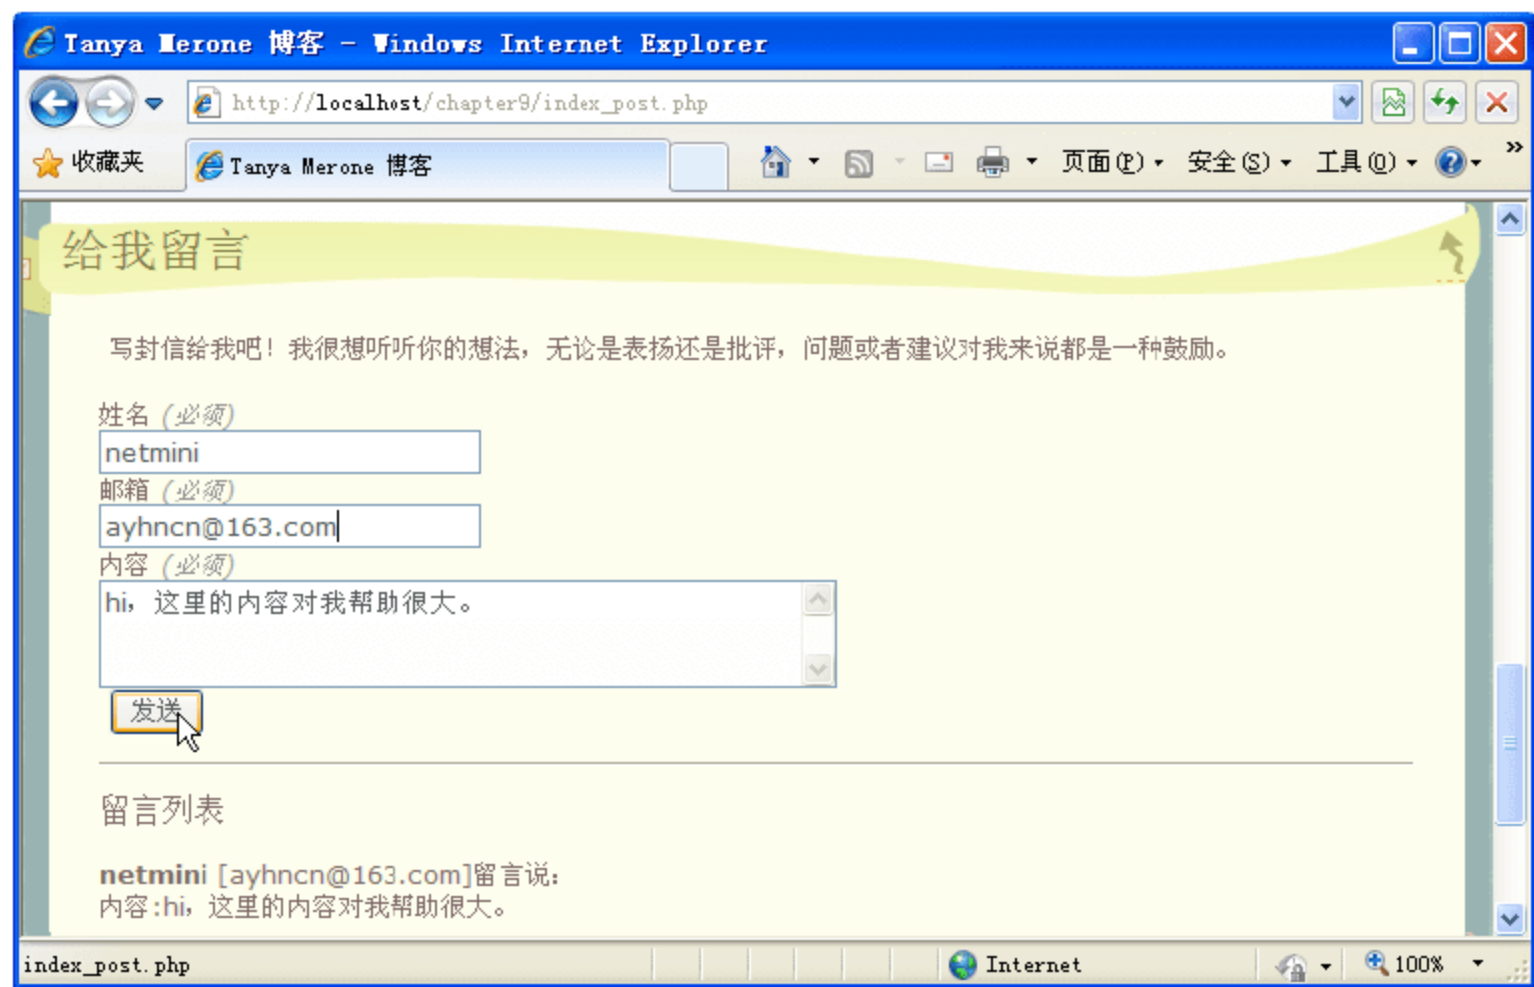 Tanya Merone 博客 - Windows Internet Explorer
http://localhost/chapter9/index_post.php
收藏夹
Tanya Merone 博客
页面(P)
安全(S)
工具(O)
给我留言
写封信给我吧！我很想听听你的想法，无论是表扬还是批评，问题或者建议对我来说都是一种鼓励。
姓名 (必须)
netmini
邮箱 (必须)
ayhncn@163.com
内容 (必须)
hi，这里的内容对我帮助很大。
发送
留言列表
netmini [ayhncn@163.com]留言说：
内容:hi，这里的内容对我帮助很大。
index_post.php
Internet
100%